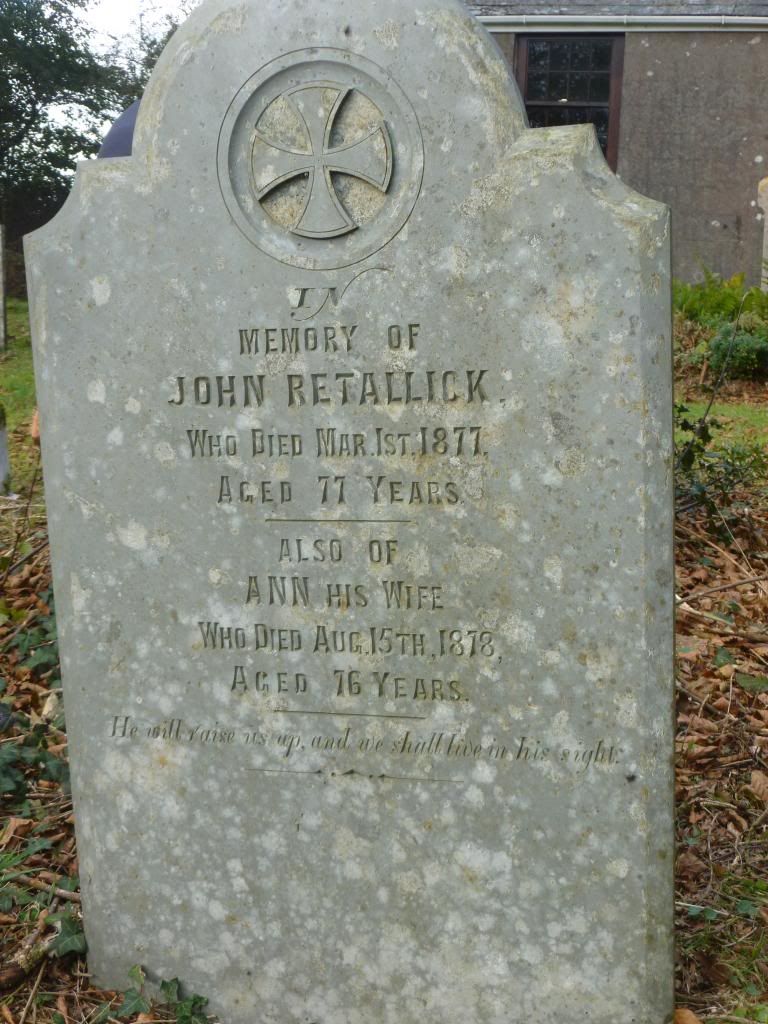 IN
MEMORY OF
JOHN RETALLICK,
WHO DIED MAR. 1ST. 1877,
AGED 77 YEARS.
ALSO OF
ANN HIS WIFE
WHO DIED AUG. 15TH, 1878,
AGED 76 YEARS.
He will raise us up, and we shall live in his sight.